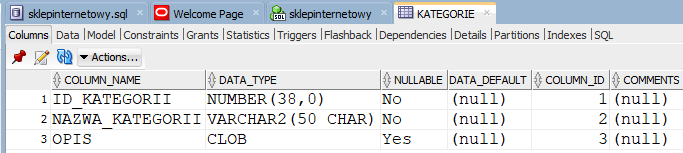 sklepinternetowy.sql Welcome Page sklepinternetowy KATEGORIE
Columns Data Model Constraints Grants Statistics Triggers Flashback Dependencies Details Partitions Indexes SQL
Actions...
COLUMN_NAME DATA_TYPE NULLABLE DATA_DEFAULT COLUMN_ID COMMENTS
1 ID_KATEGORII NUMBER(38,0) No (null) 1 (null)
2 NAZWA_KATEGORII VARCHAR2(50 CHAR) No (null) 2 (null)
3 OPIS CLOB Yes (null) 3 (null)